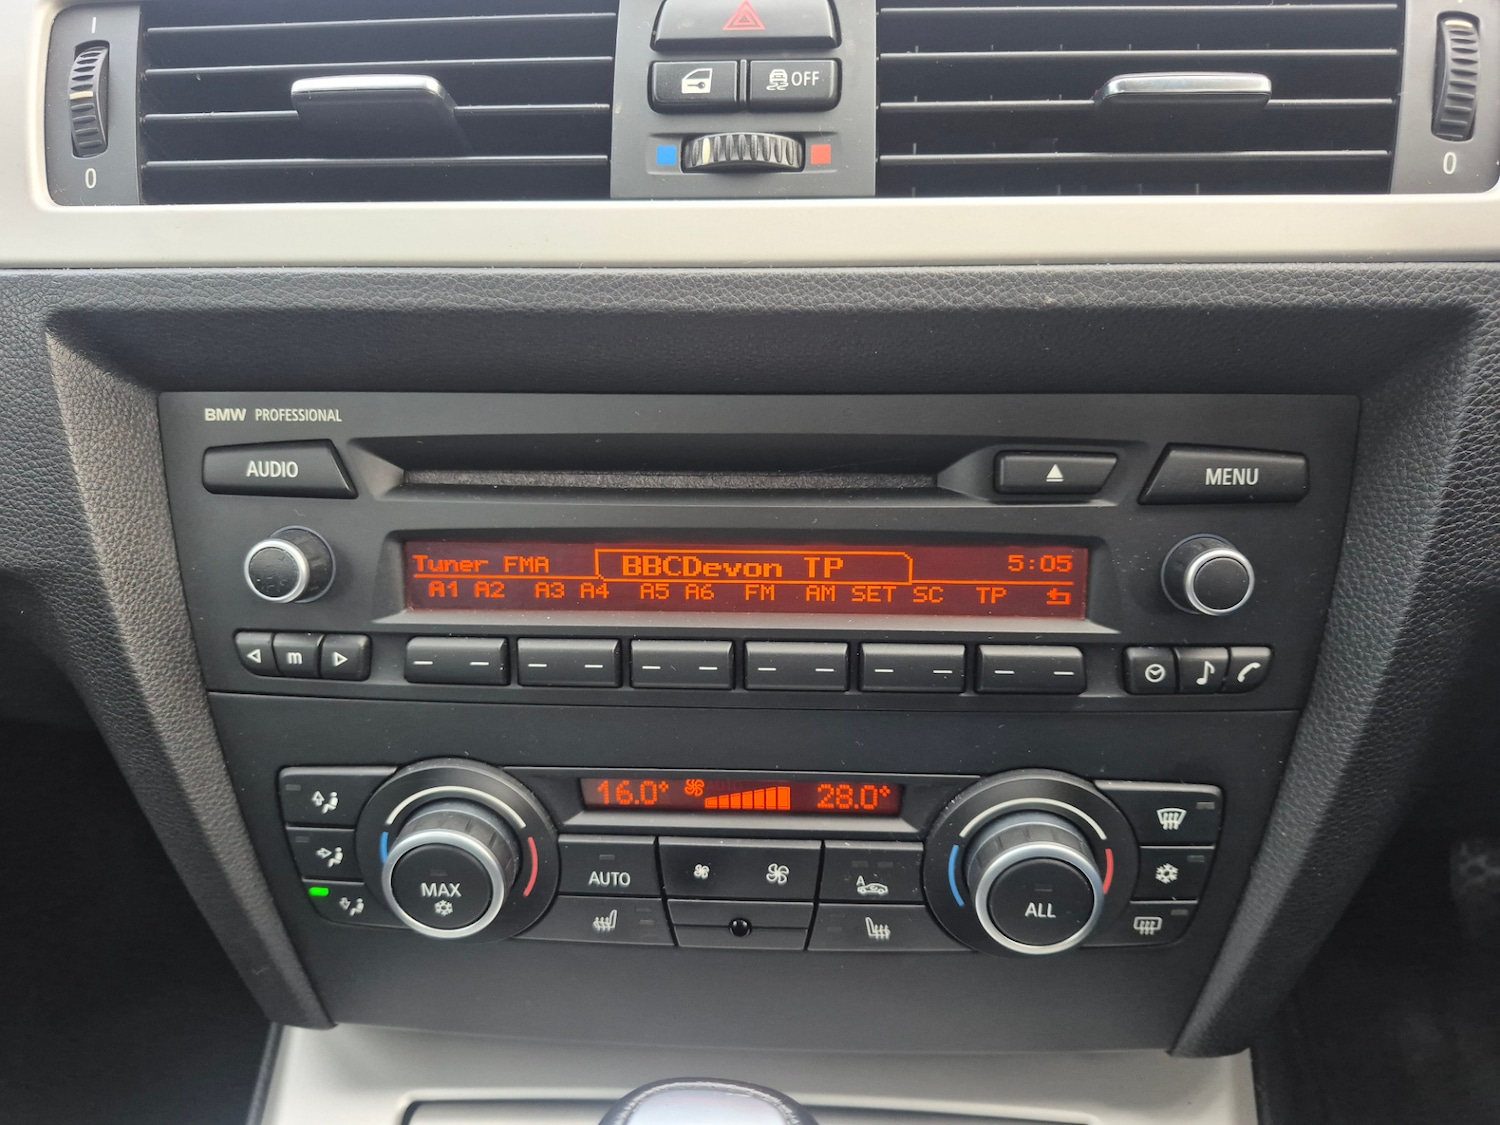 OFF
0
0
BMW PROFESSIONAL
AUDIO
MENU
Tuner FMA
BBCDevon TP
5:05
A1 A2 A3 A4 A5 A6 FM AM SET SC TP
m
16.0°
28.0°
MAX
AUTO
A
ALL